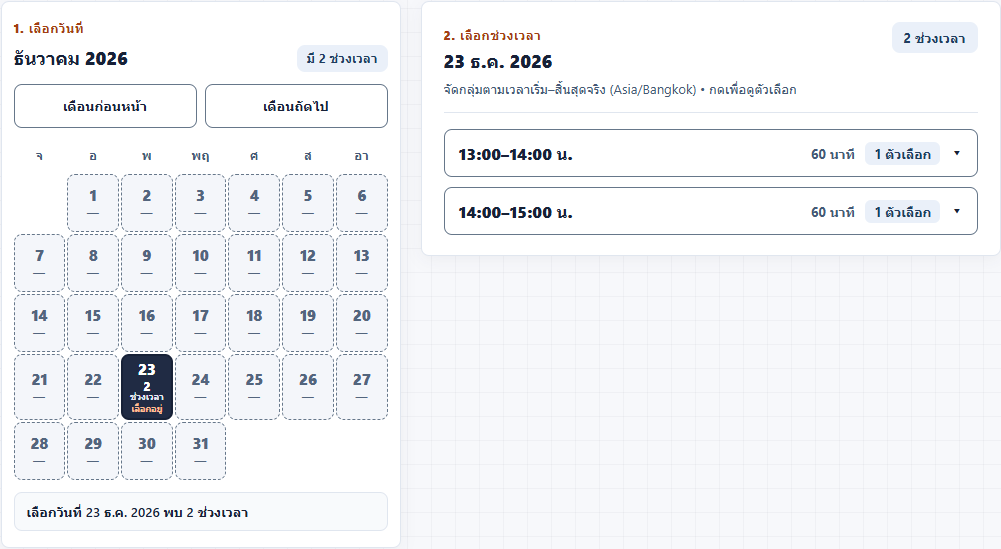 1. เลือกวันที่
ธันวาคม 2026
มี 2 ช่วงเวลา
เดือนก่อนหน้า
เดือนถัดไป
จ อ พ พฤ ศ ส อา
1 2 3 4 5 6
— — — — — —
7 8 9 10 11 12 13
— — — — — — —
14 15 16 17 18 19 20
— — — — — — —
21 22 23 24 25 26 27
— — 2 — — — —
ช่วงเวลา
เลือกอยู่
28 29 30 31
— — — —
เลือกวันที่ 23 ธ.ค. 2026 พบ 2 ช่วงเวลา
2. เลือกช่วงเวลา
23 ธ.ค. 2026
2 ช่วงเวลา
จัดกลุ่มตามเวลาเริ่ม–สิ้นสุดจริง (Asia/Bangkok) • กดเพื่อดูตัวเลือก
13:00–14:00 น. 60 นาที 1 ตัวเลือก ▾
14:00–15:00 น. 60 นาที 1 ตัวเลือก ▾